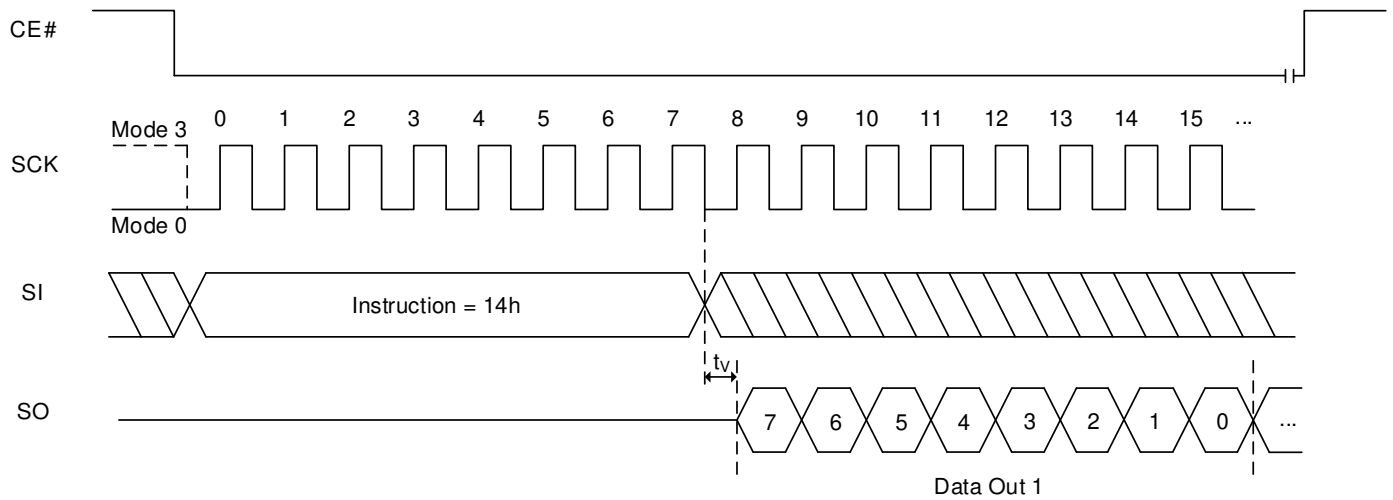 CE#
Mode 3
0 1 2 3 4 5 6 7 8 9 10 11 12 13 14 15 ...
SCK
Mode 0
SI
Instruction = 14h
tV
SO
7 6 5 4 3 2 1 0 ...
Data Out 1